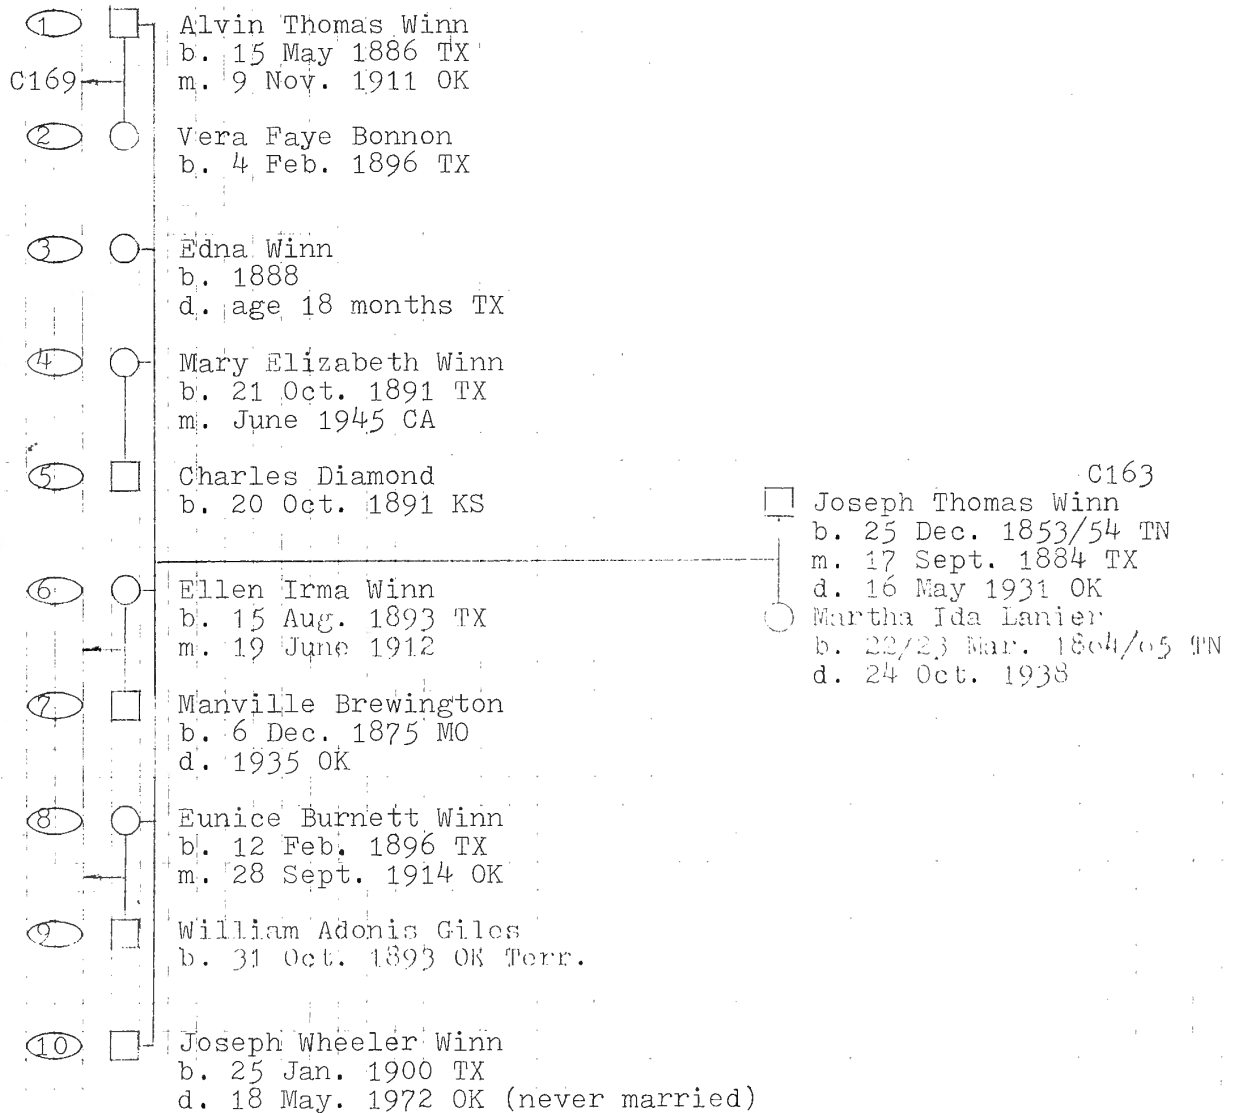 1 Alvin Thomas Winn
b. 15 May 1886 TX
C169 m. 9 Nov. 1911 OK
2 Vera Faye Bonnon
b. 4 Feb. 1896 TX
3 Edna Winn
b. 1888
d. age 18 months TX
4 Mary Elizabeth Winn
b. 21 Oct. 1891 TX
m. June 1945 CA
5 Charles Diamond
b. 20 Oct. 1891 KS
6 Ellen Irma Winn
b. 15 Aug. 1893 TX
m. 19 June 1912
7 Manville Brewington
b. 6 Dec. 1875 MO
d. 1935 OK
8 Eunice Burnett Winn
b. 12 Feb. 1896 TX
m. 28 Sept. 1914 OK
9 William Adonis Giles
b. 31 Oct. 1893 OK Terr.
10 Joseph Wheeler Winn
b. 25 Jan. 1900 TX
d. 18 May. 1972 OK (never married)
C163
Joseph Thomas Winn
b. 25 Dec. 1853/54 TN
m. 17 Sept. 1884 TX
d. 16 May 1931 OK
Martha Ida Lanier
b. 22/23 Mar. 1864/65 TN
d. 24 Oct. 1938